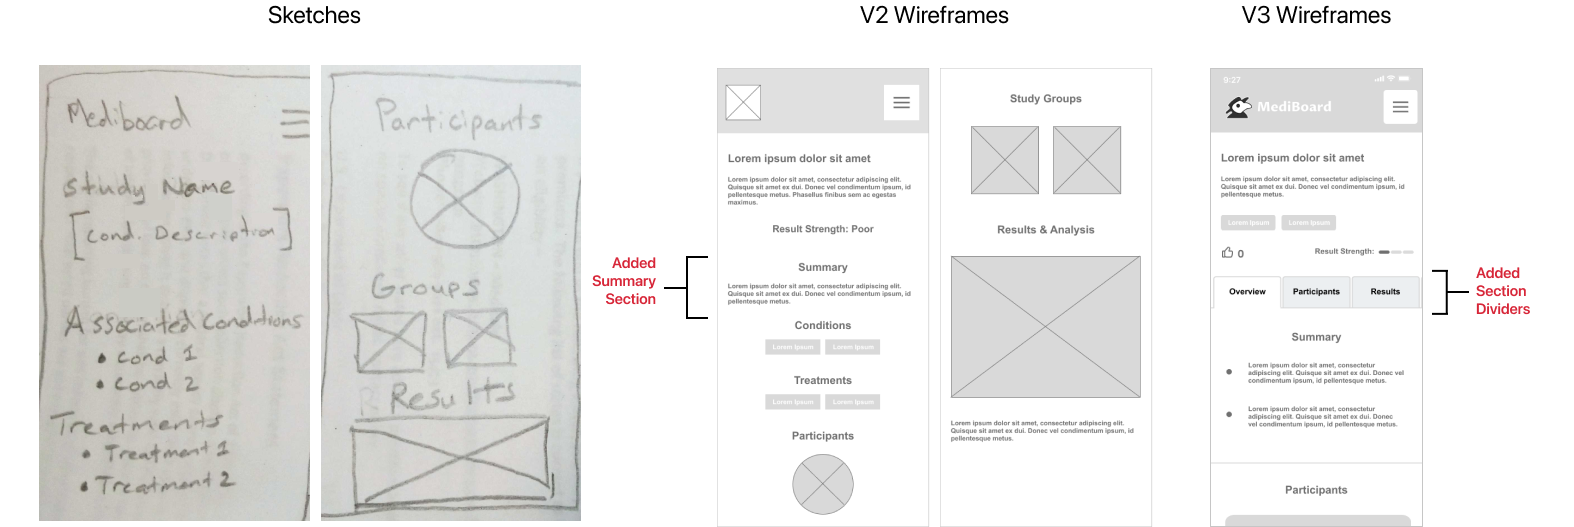 Sketches
V2 Wireframes
V3 Wireframes
Mediboard
Study Name
[Cond. Description]
Associated Conditions
• Cond 1
• Cond 2
Treatments
• Treatment 1
• Treatment 2
Participants
Groups
Results
Added
Summary
Section
Lorem ipsum dolor sit amet
Lorem ipsum dolor sit amet, consectetur adipiscing elit.
Quisque sit amet ex dui. Donec vel condimentum ipsum, id
pellentesque metus. Phasellus finibus sem ac egestas
maximus.
Result Strength: Poor
Summary
Lorem ipsum dolor sit amet, consectetur adipiscing elit.
Quisque sit amet ex dui. Donec vel condimentum ipsum, id
pellentesque metus.
Conditions
Lorem Ipsum Lorem Ipsum
Treatments
Lorem Ipsum Lorem Ipsum
Participants
Study Groups
Results & Analysis
Lorem ipsum dolor sit amet, consectetur adipiscing elit.
Quisque sit amet ex dui. Donec vel condimentum ipsum, id
pellentesque metus.
9:27
MediBoard
Lorem ipsum dolor sit amet
Lorem ipsum dolor sit amet, consectetur adipiscing elit.
Quisque sit amet ex dui. Donec vel condimentum ipsum, id
pellentesque metus.
Lorem Ipsum Lorem Ipsum
0 Result Strength:
Overview Participants Results
Summary
• Lorem ipsum dolor sit amet, consectetur
adipiscing elit. Quisque sit amet ex dui. Donec vel
condimentum ipsum, id pellentesque metus.
• Lorem ipsum dolor sit amet, consectetur
adipiscing elit. Quisque sit amet ex dui. Donec vel
condimentum ipsum, id pellentesque metus.
Participants
Added
Section
Dividers